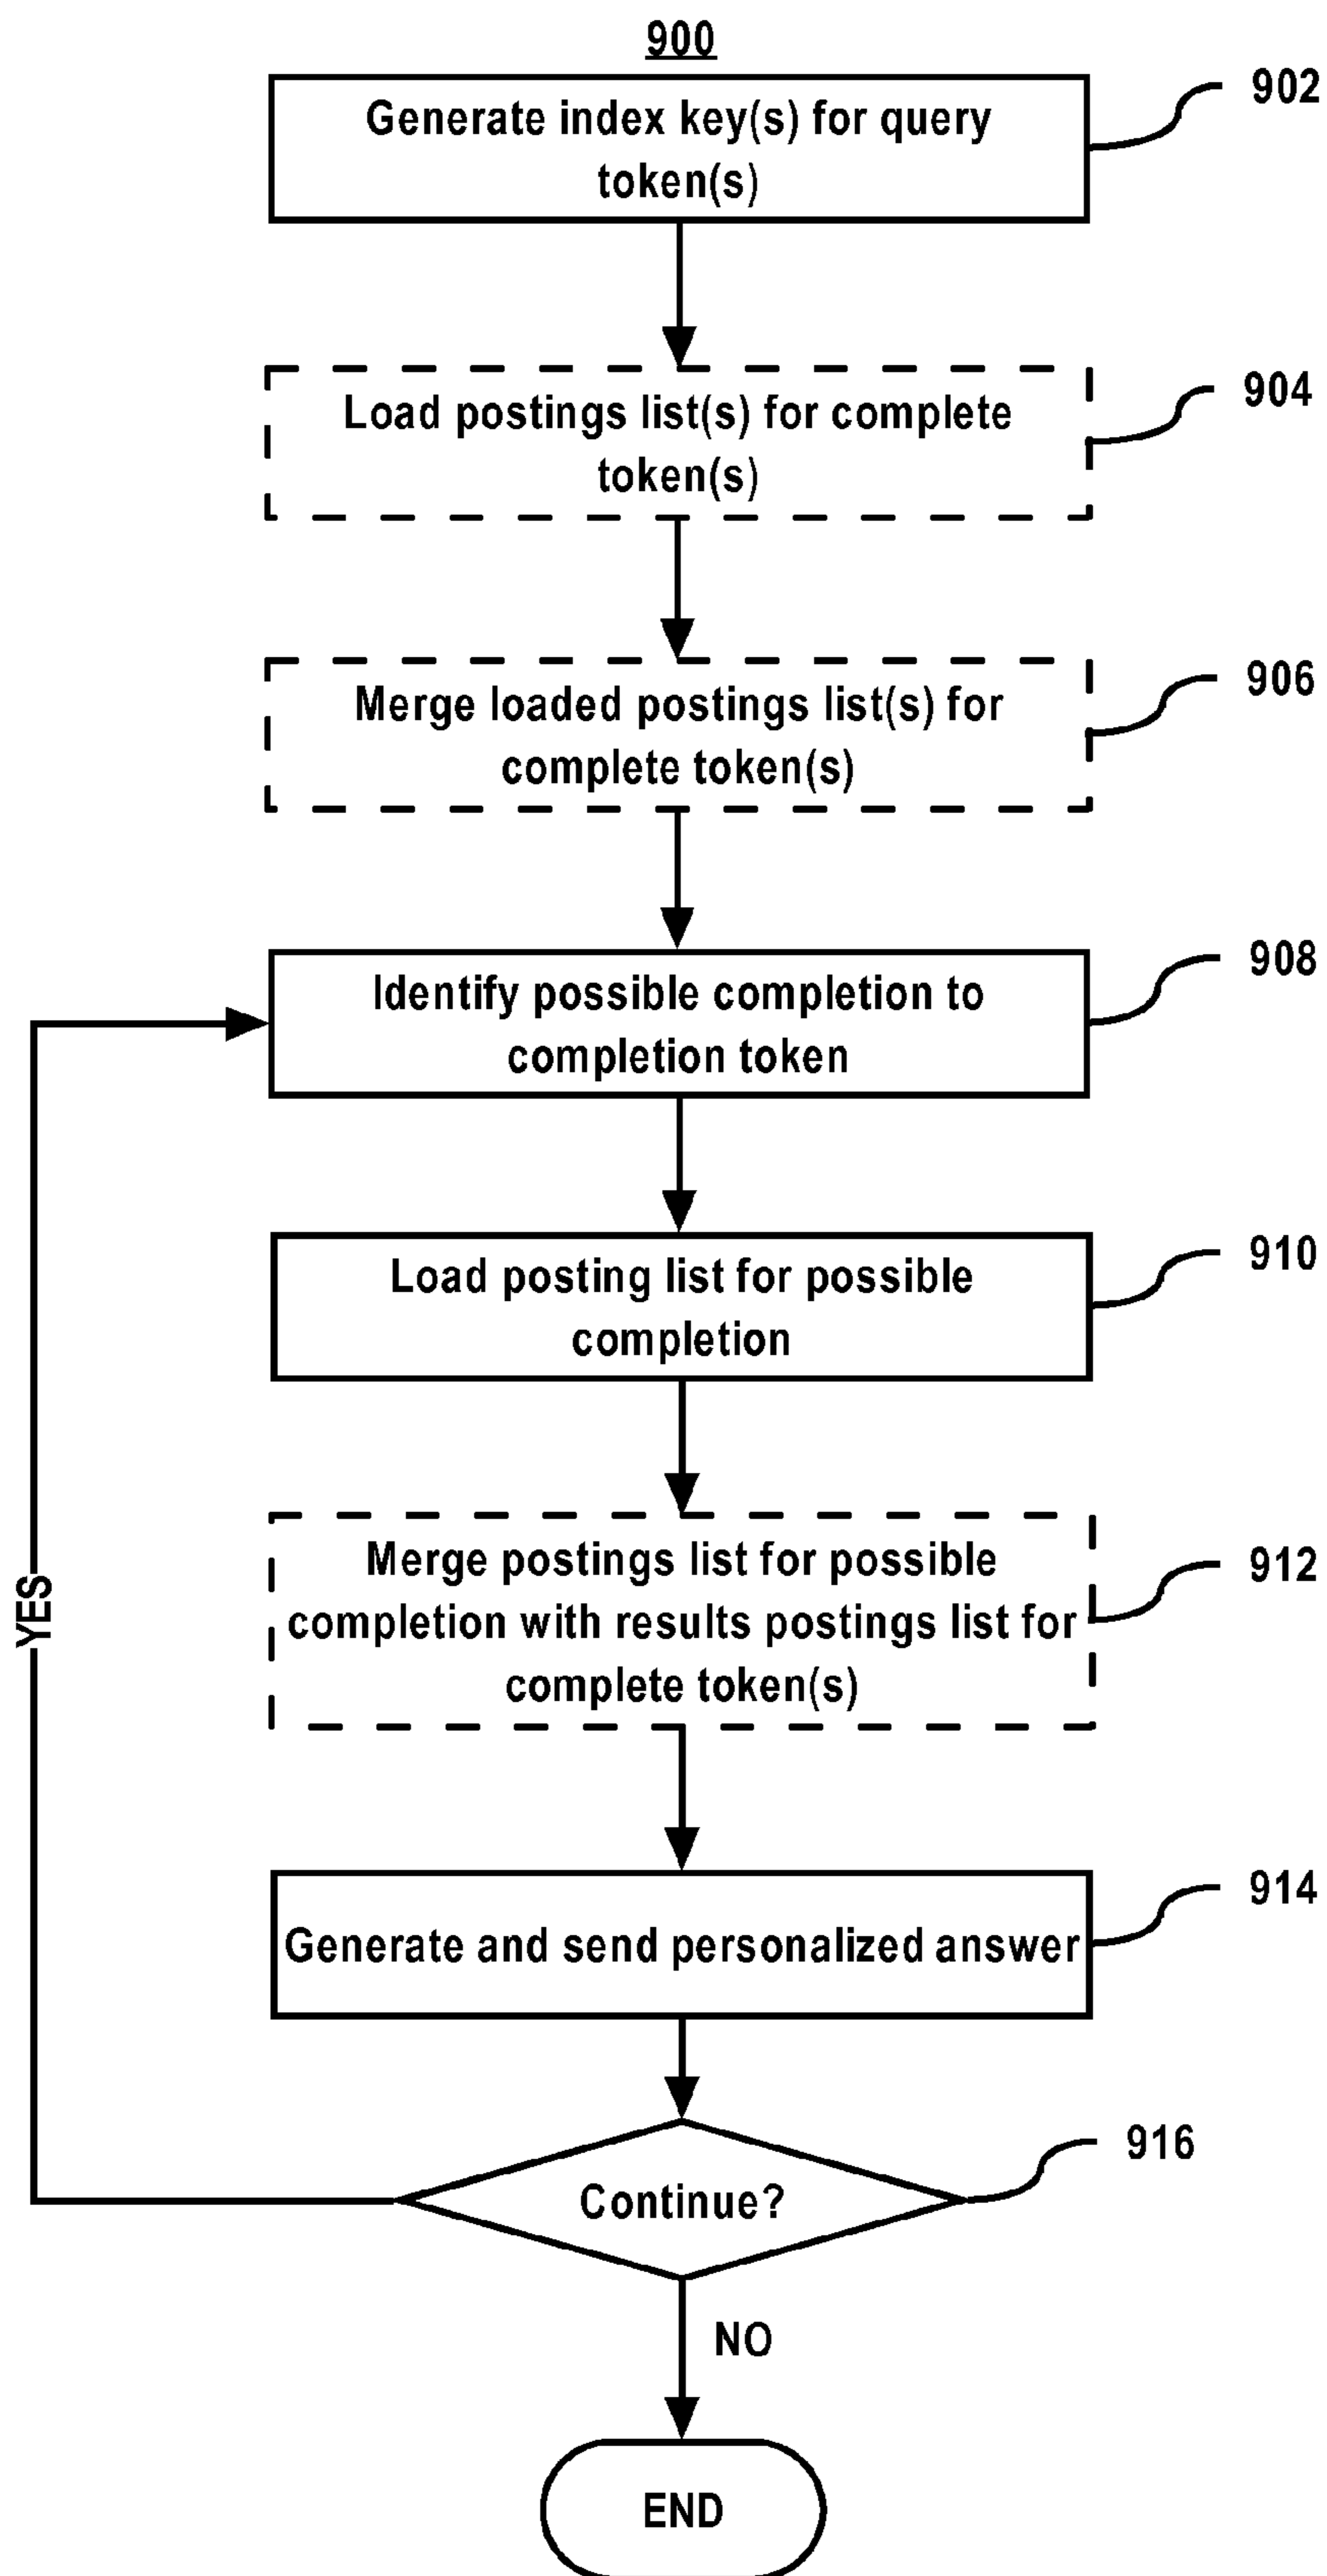 900
902
Generate index key(s) for query
token(s)
904
Load postings list(s) for complete
token(s)
906
Merge loaded postings list(s) for
complete token(s)
908
Identify possible completion to
completion token
910
Load posting list for possible
completion
912
Merge postings list for possible
completion with results postings list for
complete token(s)
YES
914
Generate and send personalized answer
916
Continue?
NO
END